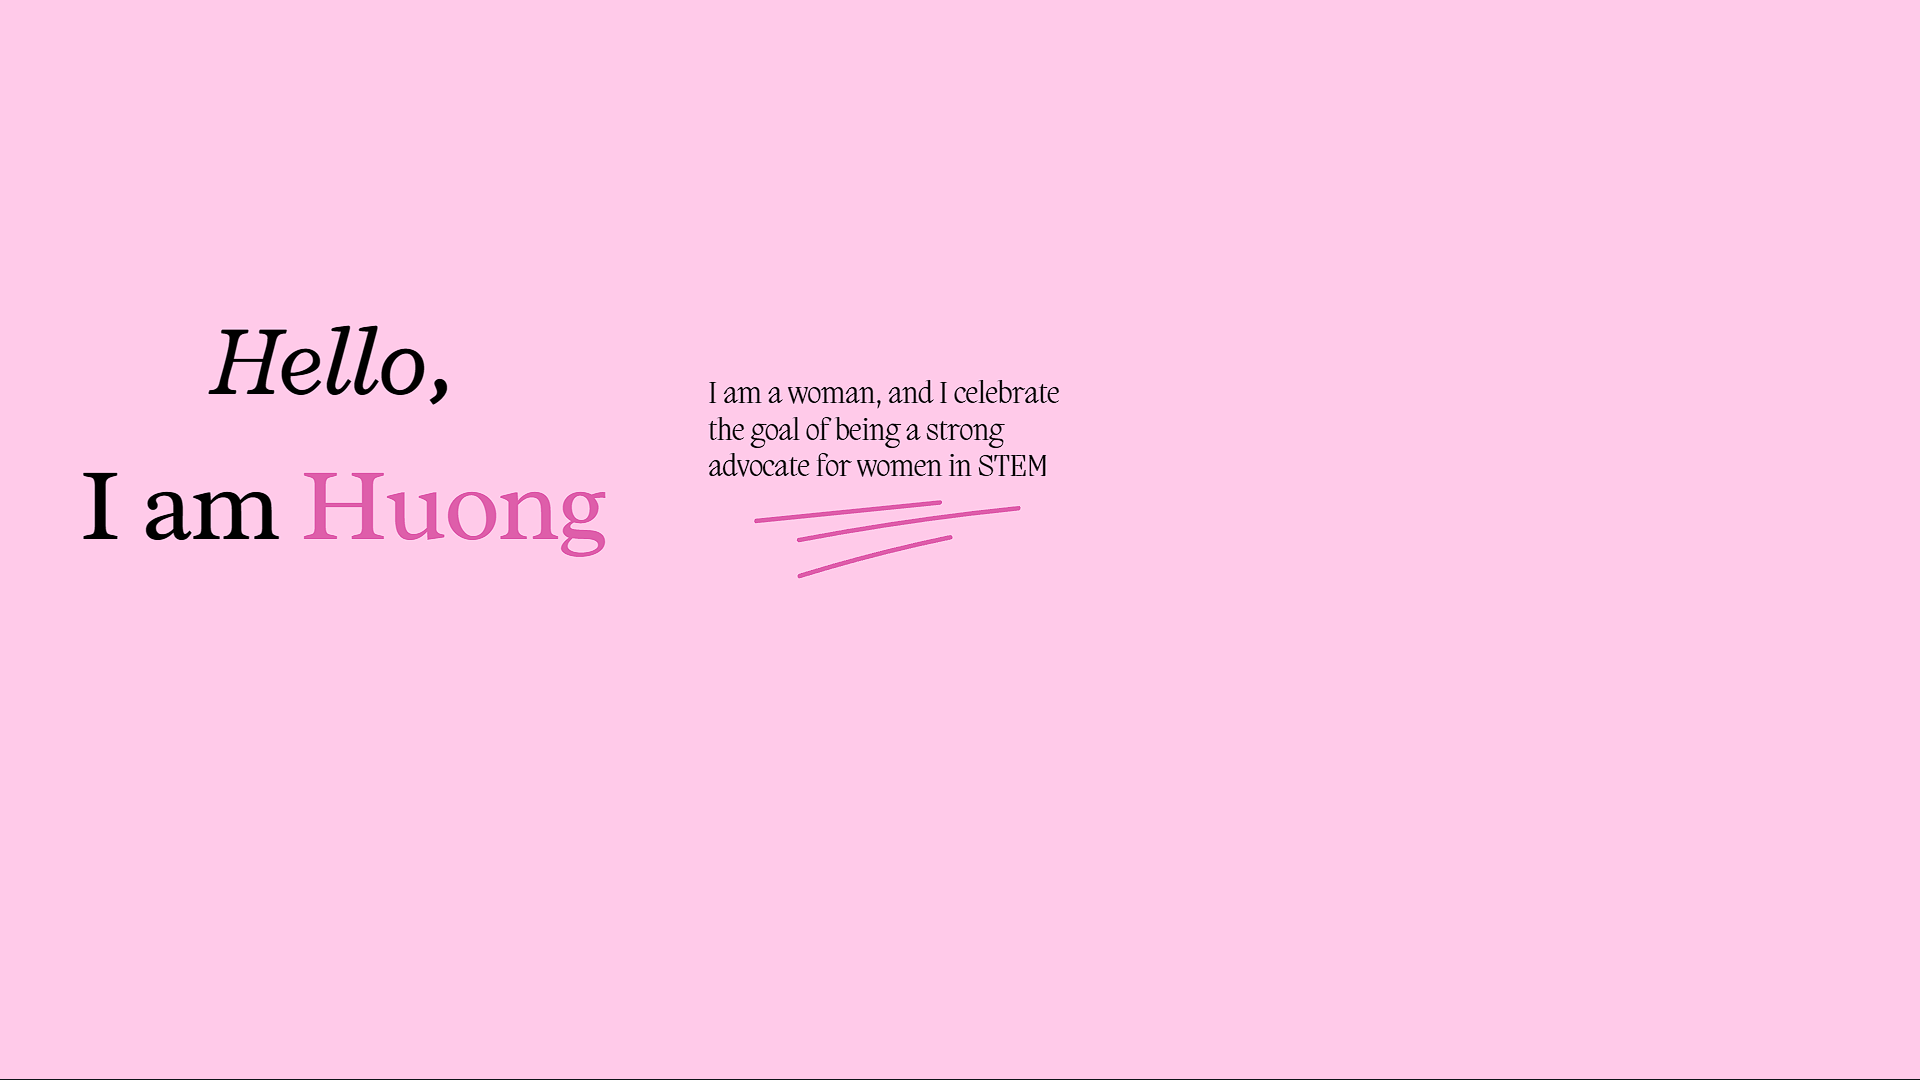 Hello,
I am Huong
I am a woman, and I celebrate
the goal of being a strong
advocate for women in STEM